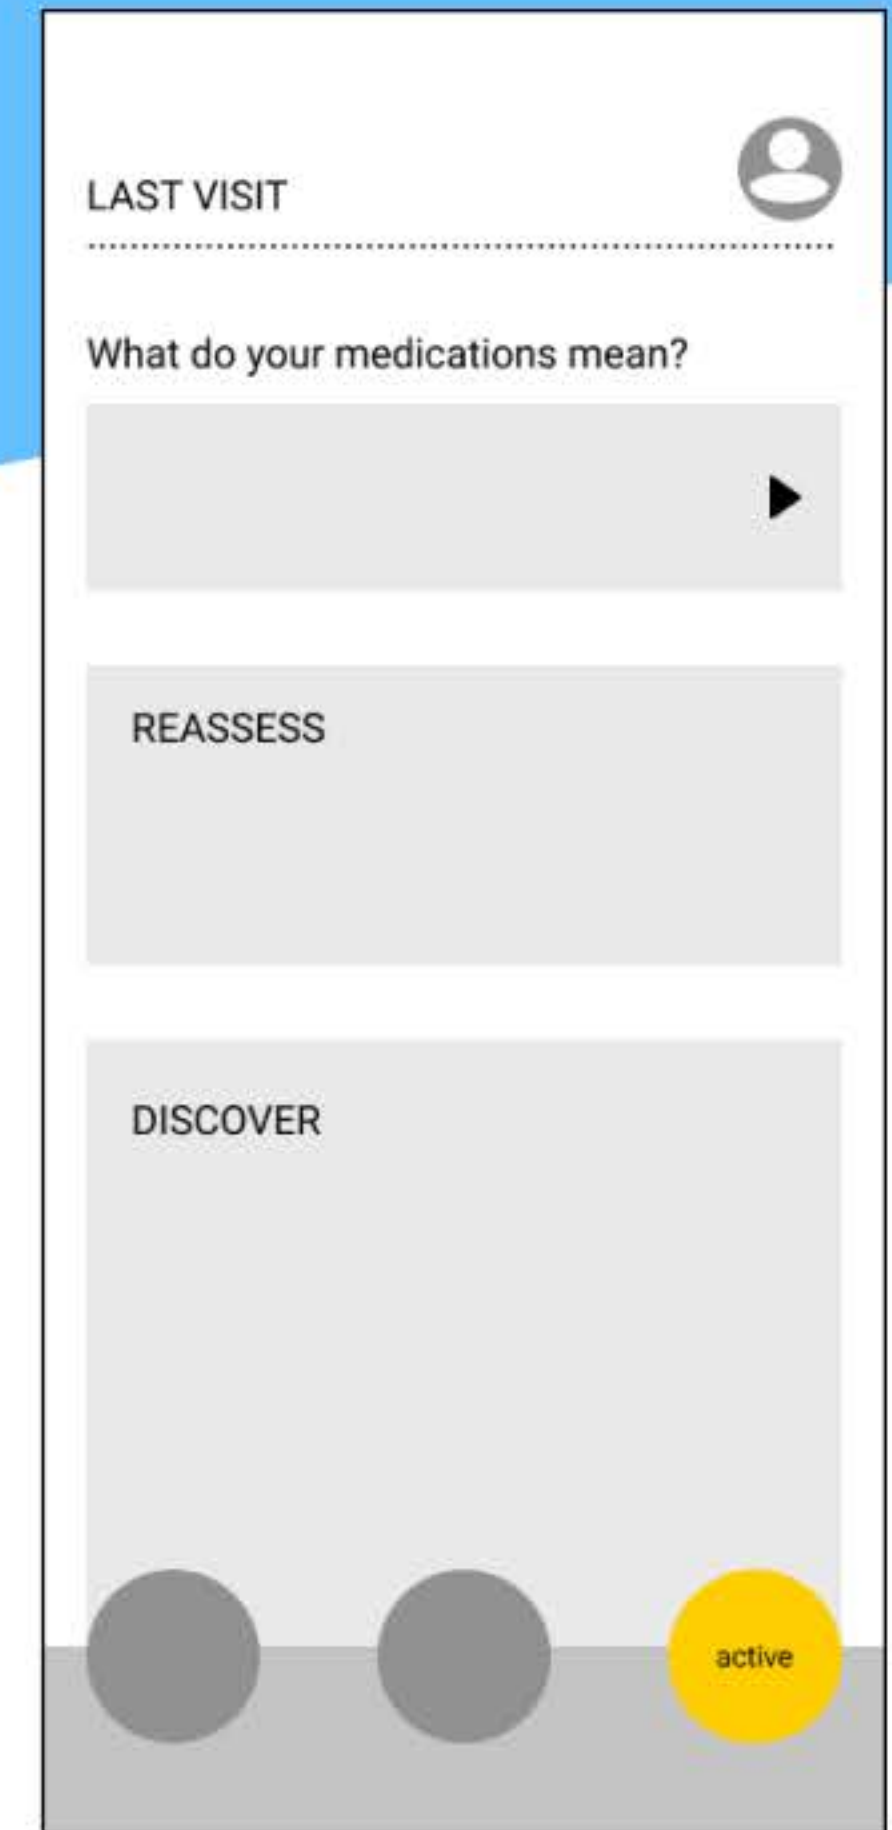 LAST VISIT
What do your medications mean?
REASSESS
DISCOVER
active